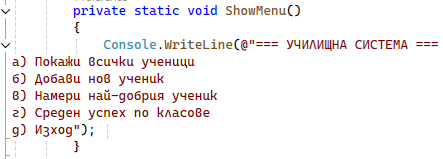 private static void ShowMenu()
{
Console.WriteLine(@"=== УЧИЛИЩНА СИСТЕМА ===
а) Покажи всички ученици
б) Добави нов ученик
в) Намери най-добрия ученик
г) Среден успех по класове
д) Изход");
}